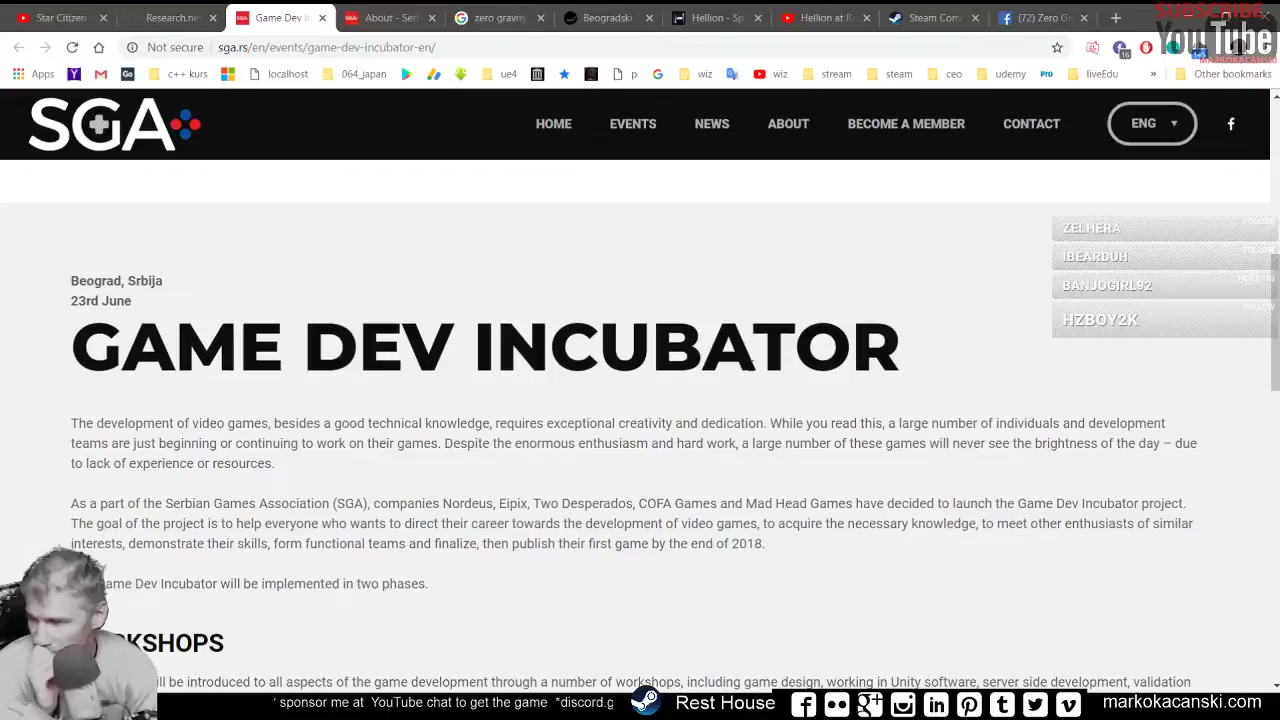 Star Citizen
Research.ne
Game Dev In
About - Ser
zero gravity
Beogradski
Hellion - Sp
Hellion at R
Steam Com
(72) Zero G
SUBSCRIBE
YouTube
MARKOKACANSKI
Not secure
sga.rs/en/events/game-dev-incubator-en/
16
Apps
c++ kurs
localhost
064_japan
ue4
p
wiz
wiz
stream
steam
ceo
udemy
Pro
liveEdu
»
Other bookmarks
SGA
HOME
EVENTS
NEWS
ABOUT
BECOME A MEMBER
CONTACT
ENG
ZELHERA
FOLLOW
IBEARDUH
FOLLOW
BANJOGIRL92
HZBOY2K
FOLLOW
Beograd, Srbija
23rd June
GAME DEV INCUBATOR
The development of video games, besides a good technical knowledge, requires exceptional creativity and dedication. While you read this, a large number of individuals and development
teams are just beginning or continuing to work on their games. Despite the enormous enthusiasm and hard work, a large number of these games will never see the brightness of the day – due
to lack of experience or resources.
As a part of the Serbian Games Association (SGA), companies Nordeus, Eipix, Two Desperados, COFA Games and Mad Head Games have decided to launch the Game Dev Incubator project.
The goal of the project is to help everyone who wants to direct their career towards the development of video games, to acquire the necessary knowledge, to meet other enthusiasts of similar
interests, demonstrate their skills, form functional teams and finalize, then publish their first game by the end of 2018.
ame Dev Incubator will be implemented in two phases.
KSHOPS
ill be introduced to all aspects of the game development through a number of workshops, including game design, working in Unity software, server side development, validation
sponsor me at YouTube chat to get the game *discord.g
Rest House
markokacanski.com